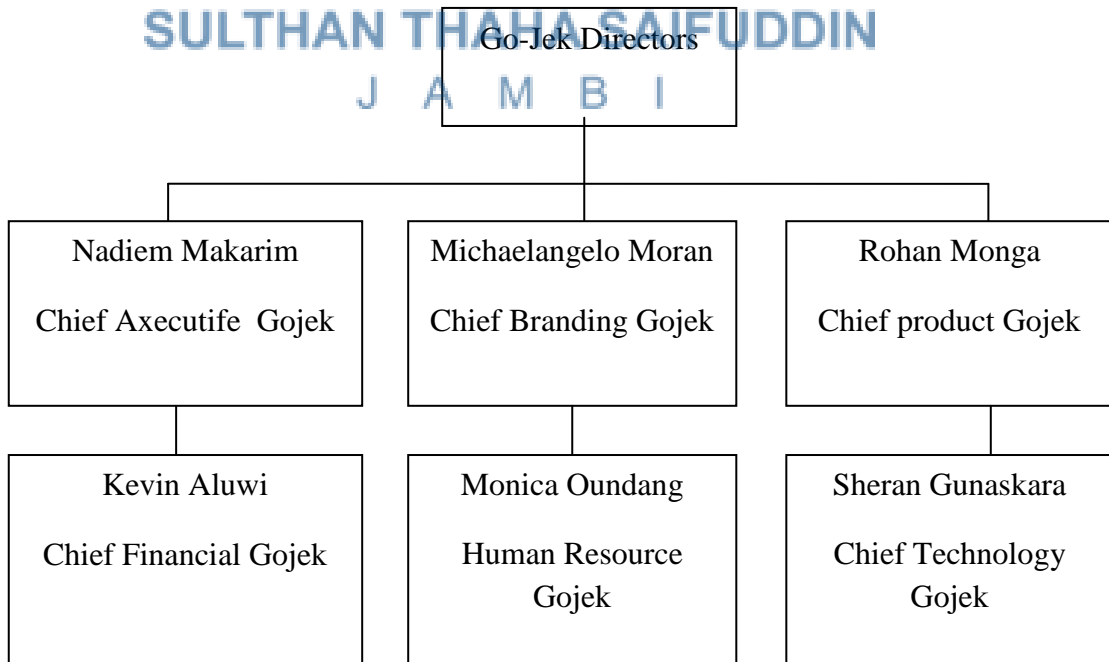 SULTHAN THAHA SAIFUDDIN
Go-Jek Directors
J A M B I
Nadiem Makarim
Chief Axecutife Gojek
Michaelangelo Moran
Chief Branding Gojek
Rohan Monga
Chief product Gojek
Kevin Aluwi
Chief Financial Gojek
Monica Oundang
Human Resource
Gojek
Sheran Gunaskara
Chief Technology
Gojek